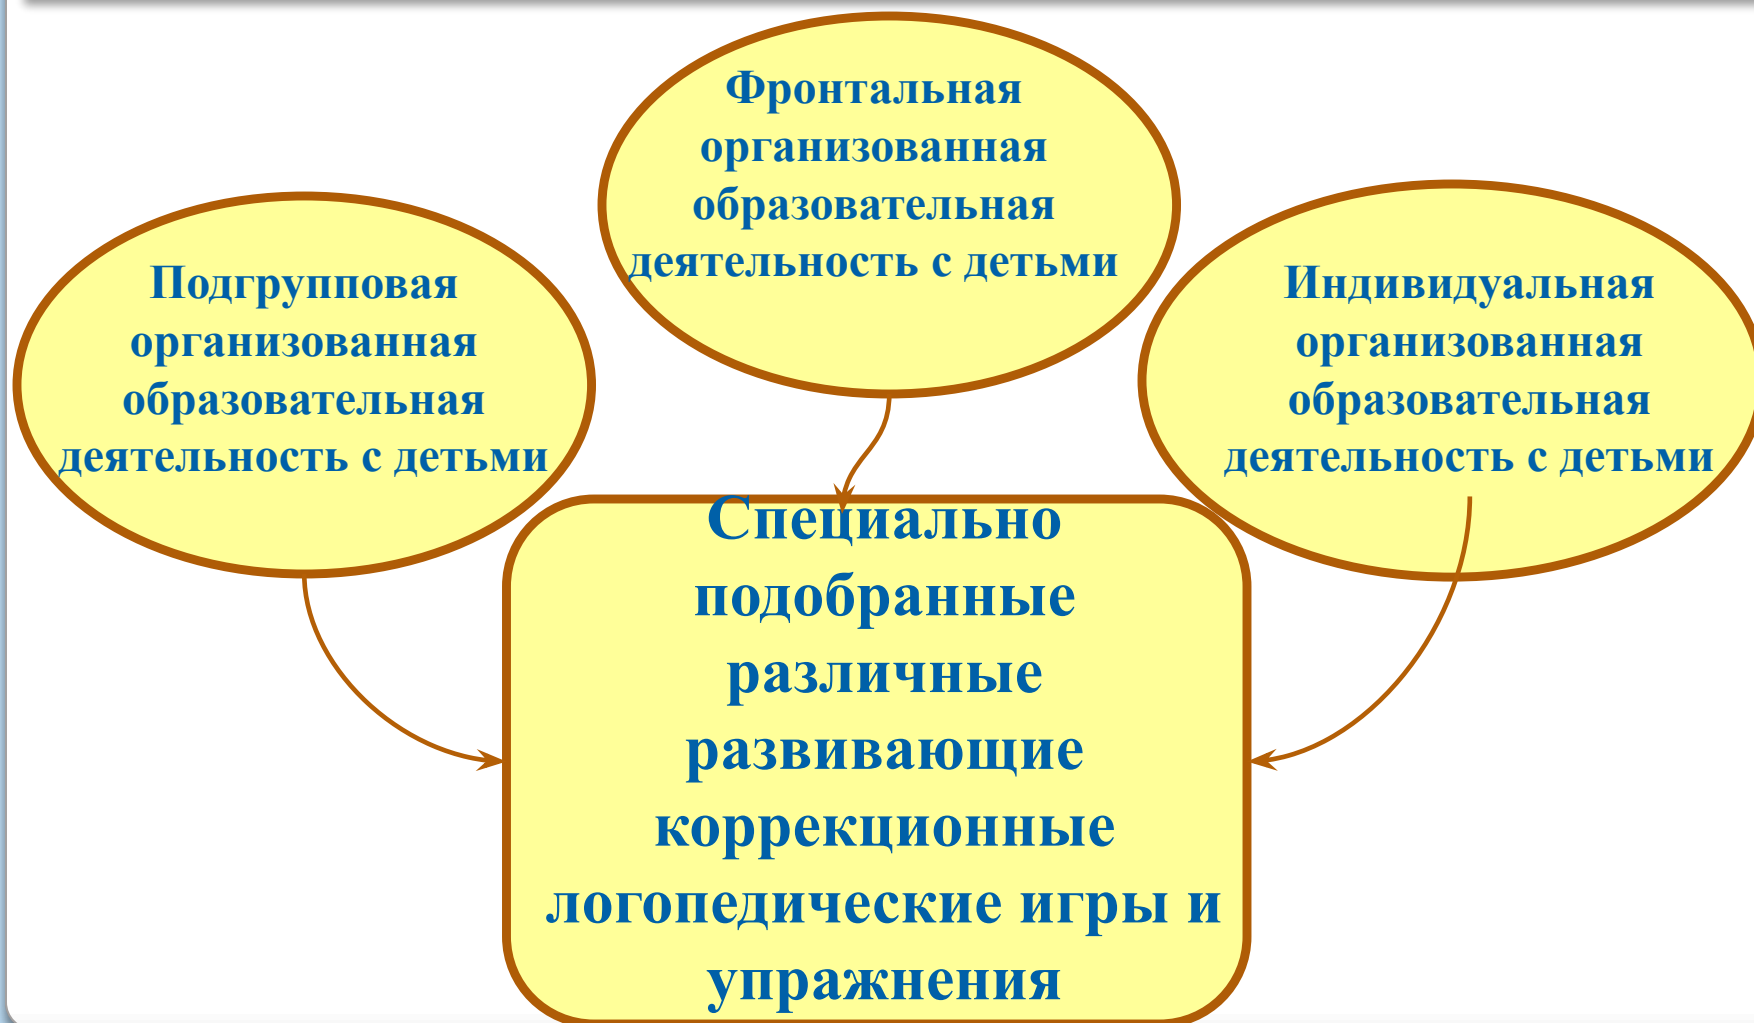 Фронтальная
организованная
образовательная
деятельность с детьми
Подгрупповая
организованная
образовательная
деятельность с детьми
Индивидуальная
организованная
образовательная
деятельность с детьми
Специально
подобранные
различные
развивающие
коррекционные
логопедические игры и
упражнения